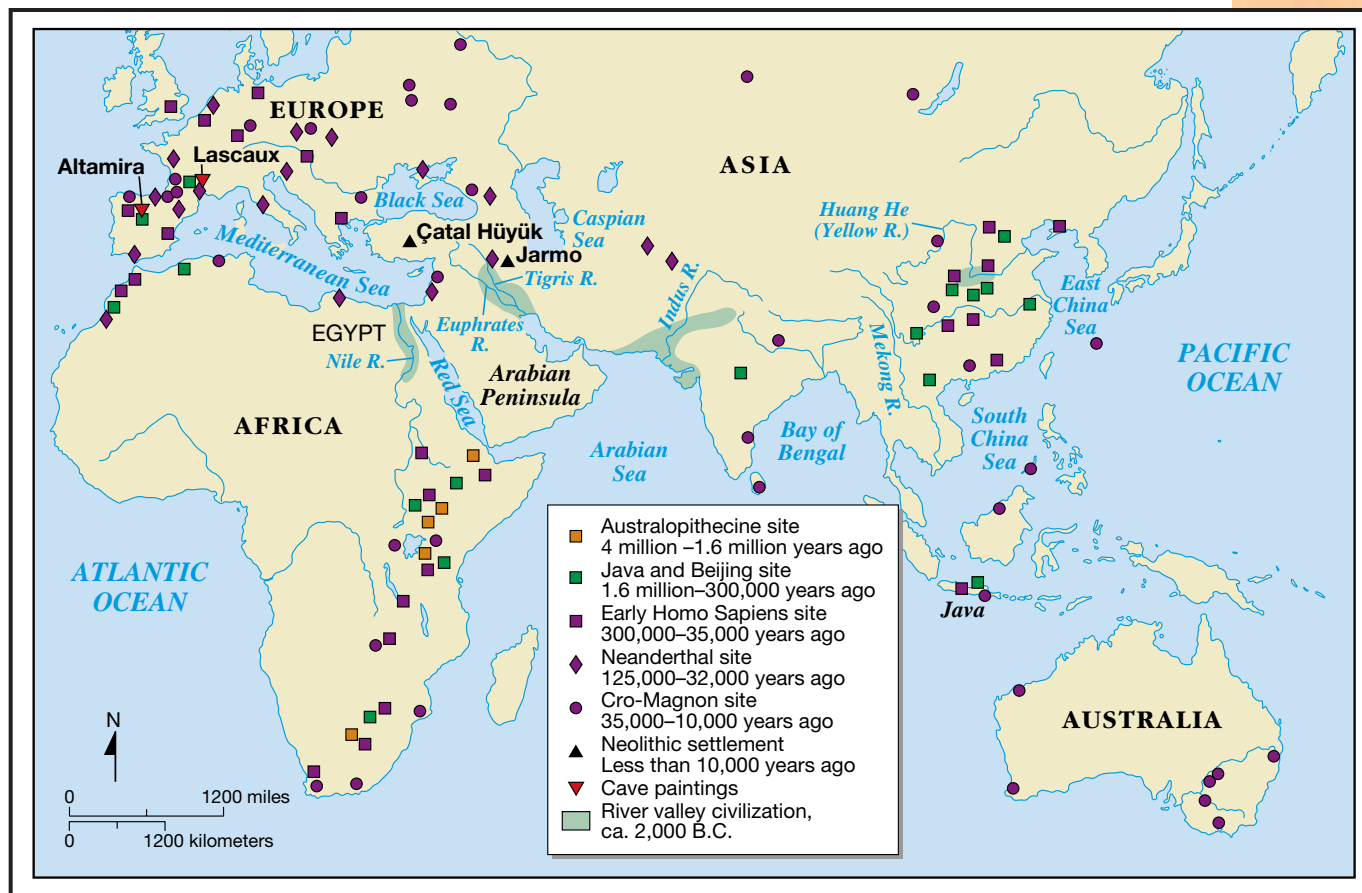 EUROPE
ASIA
Altamira
Lascaux
Black Sea
Caspian
Sea
Huang He
(Yellow R.)
Mediterranean Sea
Çatal Hüyük
Jarmo
Tigris R.
Indus R.
East
China
Sea
EGYPT
Nile R.
Euphrates
R.
Red Sea
Arabian
Peninsula
Mekong R.
PACIFIC
OCEAN
AFRICA
Arabian
Sea
Bay of
Bengal
South
China
Sea
ATLANTIC
OCEAN
Java
AUSTRALIA
Australopithecine site
4 million –1.6 million years ago
Java and Beijing site
1.6 million–300,000 years ago
Early Homo Sapiens site
300,000–35,000 years ago
Neanderthal site
125,000–32,000 years ago
Cro-Magnon site
35,000–10,000 years ago
Neolithic settlement
Less than 10,000 years ago
Cave paintings
River valley civilization,
ca. 2,000 B.C.
N
0 1200 miles
0 1200 kilometers